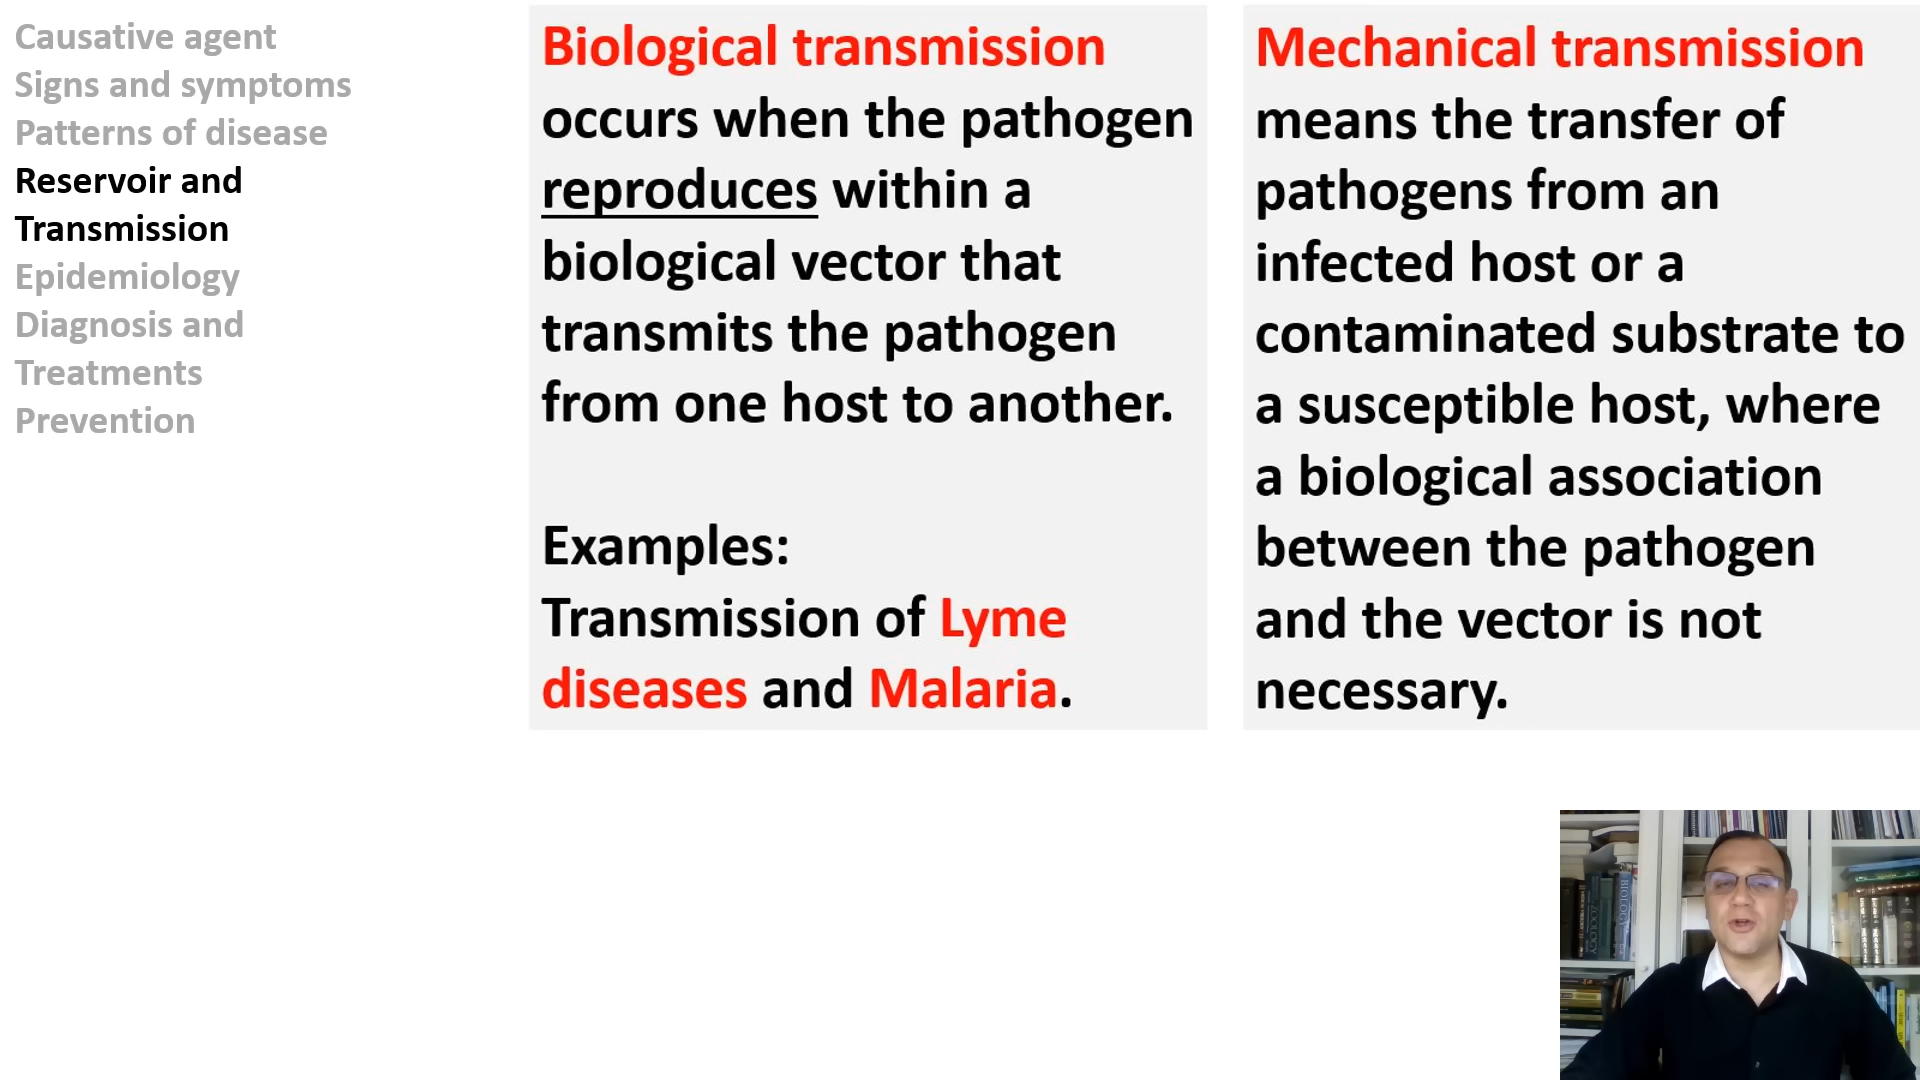 Causative agent
Signs and symptoms
Patterns of disease
Reservoir and
Transmission
Epidemiology
Diagnosis and
Treatments
Prevention
Biological transmission
occurs when the pathogen
reproduces within a
biological vector that
transmits the pathogen
from one host to another.
Examples:
Transmission of Lyme
diseases and Malaria.
Mechanical transmission
means the transfer of
pathogens from an
infected host or a
contaminated substrate to
a susceptible host, where
a biological association
between the pathogen
and the vector is not
necessary.
ZOOLOGY
BIOLOGY